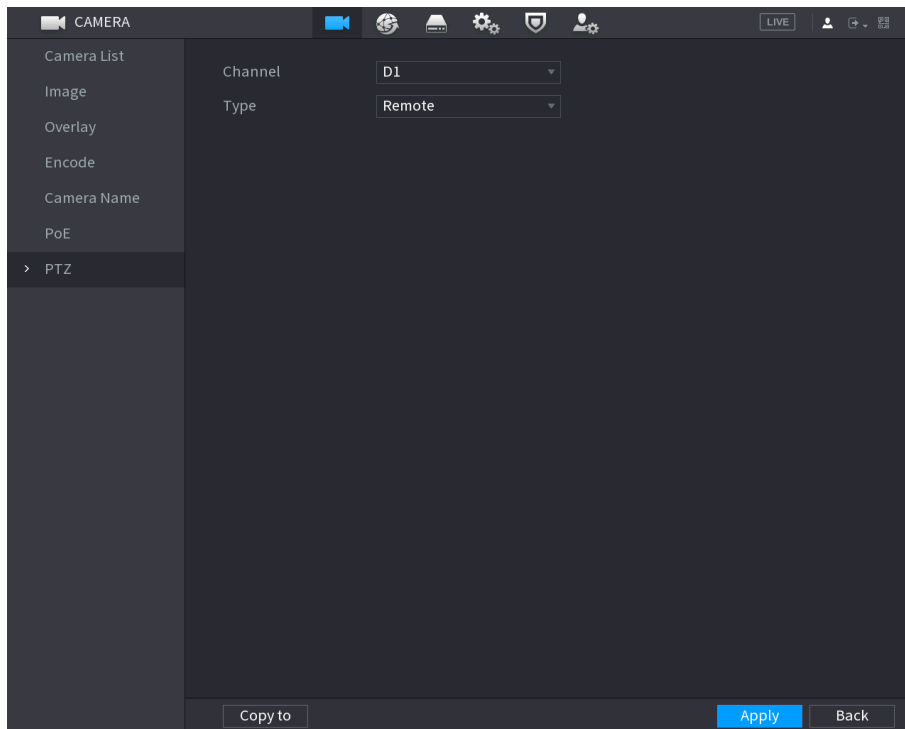 CAMERA
LIVE
Camera List
Image
Overlay
Encode
Camera Name
PoE
PTZ
Channel D1
Type Remote
Copy to Apply Back